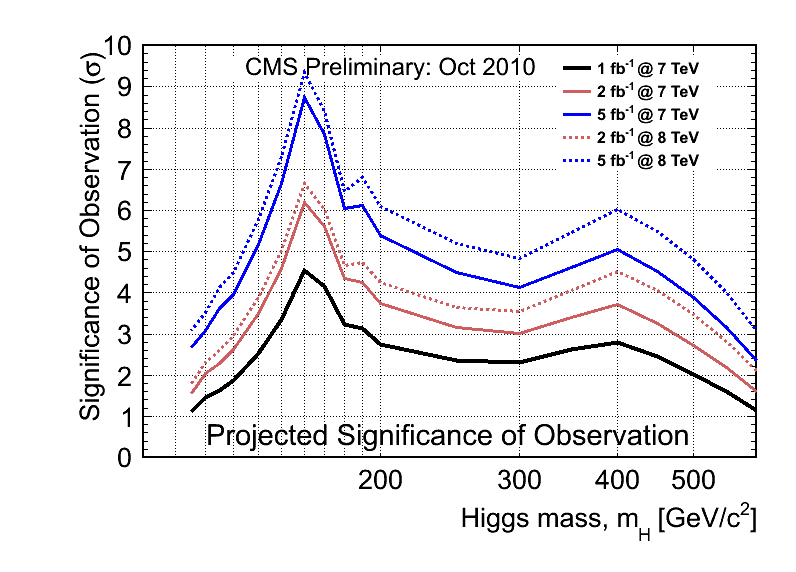 CMS Preliminary: Oct 2010
1 fb-1 @ 7 TeV
2 fb-1 @ 7 TeV
5 fb-1 @ 7 TeV
2 fb-1 @ 8 TeV
5 fb-1 @ 8 TeV
Significance of Observation (σ)
10
9
8
7
6
5
4
3
2
1
0
Projected Significance of Observation
200
300
400
500
Higgs mass, mH [GeV/c2]